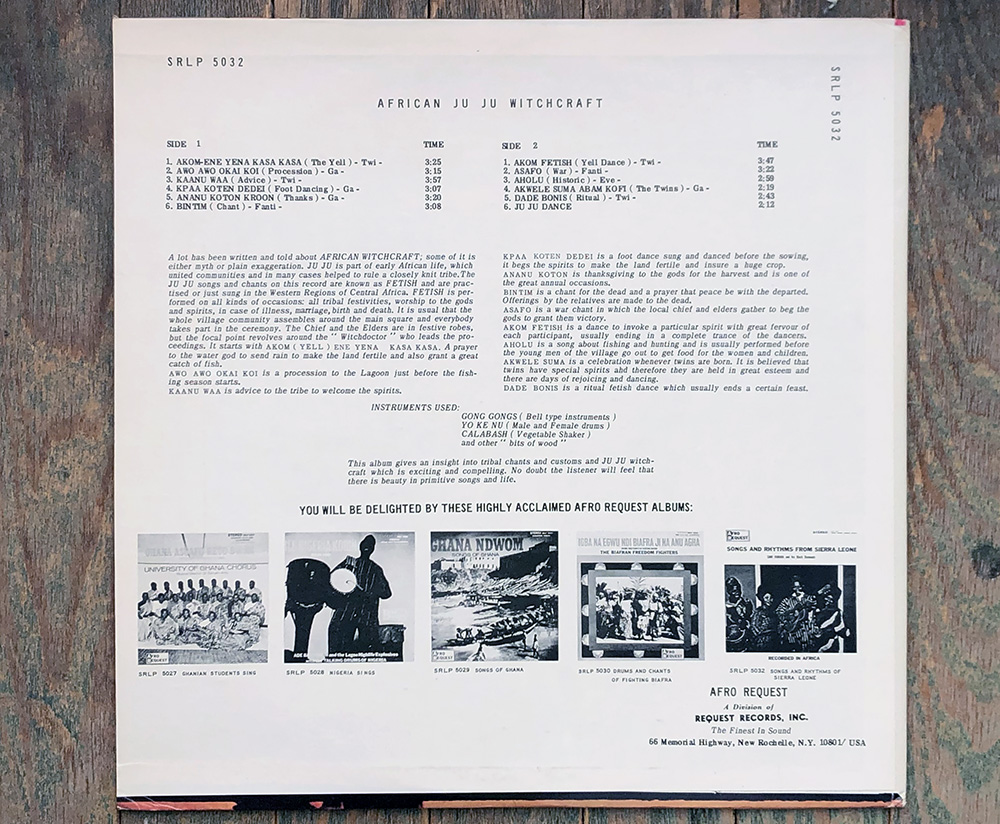 SRLP 5032
SRLP 5032
AFRICAN JU JU WITCHCRAFT
SIDE 1 TIME
1. AKOM-ENE YENA KASA KASA ( The Yell ) - Twi - 3:25
2. AWO AWO OKAI KOI ( Procession ) - Ga - 3:15
3. KAANU WAA ( Advice ) - Twi - 3:57
4. KPAA KOTEN DEDEI ( Foot Dancing ) - Ga - 3:07
5. ANANU KOTON KROON ( Thanks ) - Ga - 3:20
6. BINTIM ( Chant ) - Fanti - 3:08
SIDE 2 TIME
1. AKOM FETISH ( Yell Dance ) - Twi - 3:47
2. ASAFO ( War ) - Fanti - 3:22
3. AHOLU ( Historic ) - Eve - 2:59
4. AKWELE SUMA ABAM KOFI ( The Twins ) - Ga - 2:19
5. DADE BONIS ( Ritual ) - Twi - 2:43
6. JU JU DANCE 2:12
A lot has been written and told about AFRICAN WITCHCRAFT; some of it is
either myth or plain exaggeration. JU JU is part of early African life, which
united communities and in many cases helped to rule a closely knit tribe. The
JU JU songs and chants on this record are known as FETISH and are prac-
tised or just sung in the Western Regions of Central Africa. FETISH is per-
formed on all kinds of occasions: all tribal festivities, worship to the gods
and spirits, in case of illness, marriage, birth and death. It is usual that the
whole village community assembles around the main square and everybody
takes part in the ceremony. The Chief and the Elders are in festive robes,
but the focal point revolves around the " Witchdoctor " who leads the pro-
ceedings. It starts with AKOM ( YELL ) ENE YENA KASA KASA. A prayer
to the water god to send rain to make the land fertile and also grant a great
catch of fish.
AWO AWO OKAI KOI is a procession to the Lagoon just before the fish-
ing season starts.
KAANU WAA is advice to the tribe to welcome the spirits.
KPAA KOTEN DEDEI is a foot dance sung and danced before the sowing,
it begs the spirits to make the land fertile and insure a huge crop.
ANANU KOTON is thanksgiving to the gods for the harvest and is one of
the great annual occasions.
BINTIM is a chant for the dead and a prayer that peace be with the departed.
Offerings by the relatives are made to the dead.
ASAFO is a war chant in which the local chief and elders gather to beg the
gods to grant them victory.
AKOM FETISH is a dance to invoke a particular spirit with great fervour of
each participant, usually ending in a complete trance of the dancers.
AHOLU is a song about fishing and hunting and is usually performed before
the young men of the village go out to get food for the women and children.
AKWELE SUMA is a celebration whenever twins are born. It is believed that
twins have special spirits ahd therefore they are held in great esteem and
there are days of rejoicing and dancing.
DADE BONIS is a ritual fetish dance which usually ends a certain feast.
INSTRUMENTS USED:
GONG GONGS ( Bell type instruments )
YO KE NU ( Male and Female drums )
CALABASH ( Vegetable Shaker )
and other " bits of wood "
This album gives an insight into tribal chants and customs and JU JU witch-
craft which is exciting and compelling. No doubt the listener will feel that
there is beauty in primitive songs and life.
YOU WILL BE DELIGHTED BY THESE HIGHLY ACCLAIMED AFRO REQUEST ALBUMS:
UNIVERSITY OF GHANA CHORUS
SRLP 5027 GHANIAN STUDENTS SING
and the Lagos Highlife Explosion
TALKING DRUMS OF NIGERIA
SRLP 5028 NIGERIA SINGS
GHANA NDWOM
SONGS OF GHANA
SRLP 5029 SONGS OF GHANA
EGBA NA EGWU NDI BIAFRA JI NA ANU AGHA
THE BIAFRAN FREEDOM FIGHTERS
SRLP 5030 DRUMS AND CHANTS
OF FIGHTING BIAFRA
AFRO REQUEST
SONGS AND RHYTHMS FROM SIERRA LEONE
RECORDED IN AFRICA
SRLP 5032 SONGS AND RHYTHMS OF
SIERRA LEONE
AFRO REQUEST
A Division of
REQUEST RECORDS, INC.
The Finest In Sound
66 Memorial Highway, New Rochelle, N.Y. 10801/ USA